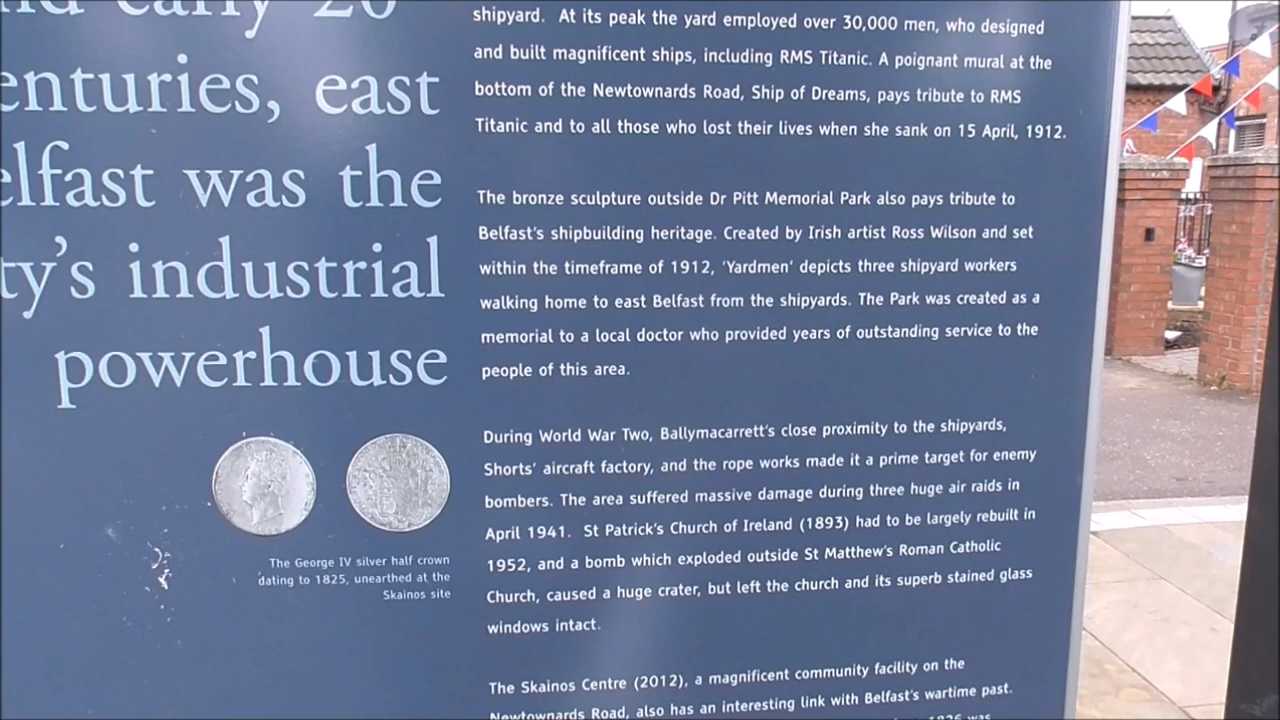 early 20
enturies, east
elfast was the
ty's industrial
powerhouse
The George IV silver half crown
dating to 1825, unearthed at the
Skainos site
shipyard. At its peak the yard employed over 30,000 men, who designed
and built magnificent ships, including RMS Titanic. A poignant mural at the
bottom of the Newtownards Road, Ship of Dreams, pays tribute to RMS
Titanic and to all those who lost their lives when she sank on 15 April, 1912.
The bronze sculpture outside Dr Pitt Memorial Park also pays tribute to
Belfast's shipbuilding heritage. Created by Irish artist Ross Wilson and set
within the timeframe of 1912, 'Yardmen' depicts three shipyard workers
walking home to east Belfast from the shipyards. The Park was created as a
memorial to a local doctor who provided years of outstanding service to the
people of this area.
During World War Two, Ballymacarrett's close proximity to the shipyards,
Shorts' aircraft factory, and the rope works made it a prime target for enemy
bombers. The area suffered massive damage during three huge air raids in
April 1941. St Patrick's Church of Ireland (1893) had to be largely rebuilt in
1952, and a bomb which exploded outside St Matthew's Roman Catholic
Church, caused a huge crater, but left the church and its superb stained glass
windows intact.
The Skainos Centre (2012), a magnificent community facility on the
Newtownards Road, also has an interesting link with Belfast's wartime past.